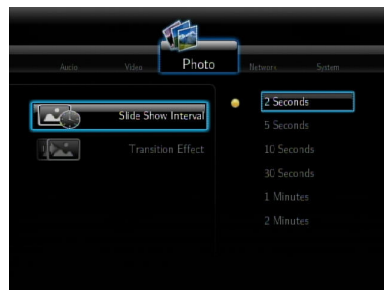 Audio Video Photo Network System
Slide Show Interval
Transition Effect
2 Seconds
5 Seconds
10 Seconds
30 Seconds
1 Minutes
2 Minutes